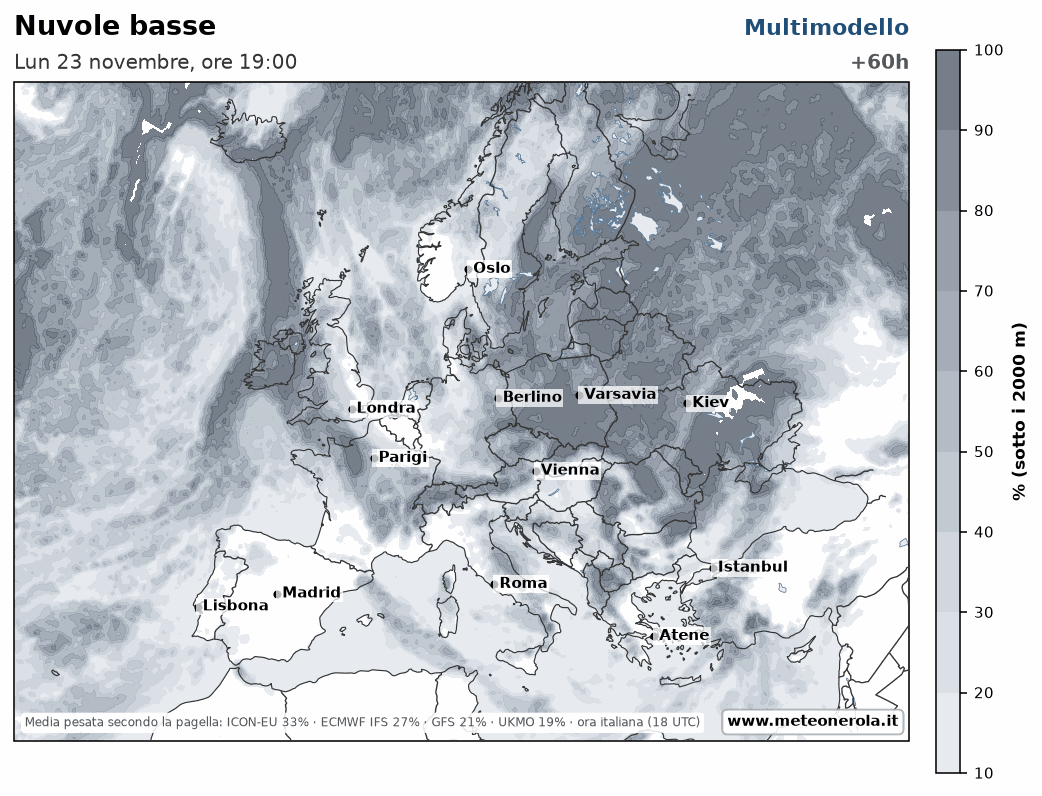 Nuvole basse
Multimodello
Lun 23 novembre, ore 19:00
+60h
100
90
80
70
60
50
40
30
20
10
% (sotto i 2000 m)
Oslo
Londra
Berlino
Varsavia
Kiev
Parigi
Vienna
Istanbul
Roma
Madrid
Lisbona
Atene
Media pesata secondo la pagella: ICON-EU 33% · ECMWF IFS 27% · GFS 21% · UKMO 19% · ora italiana (18 UTC)
www.meteonerola.it